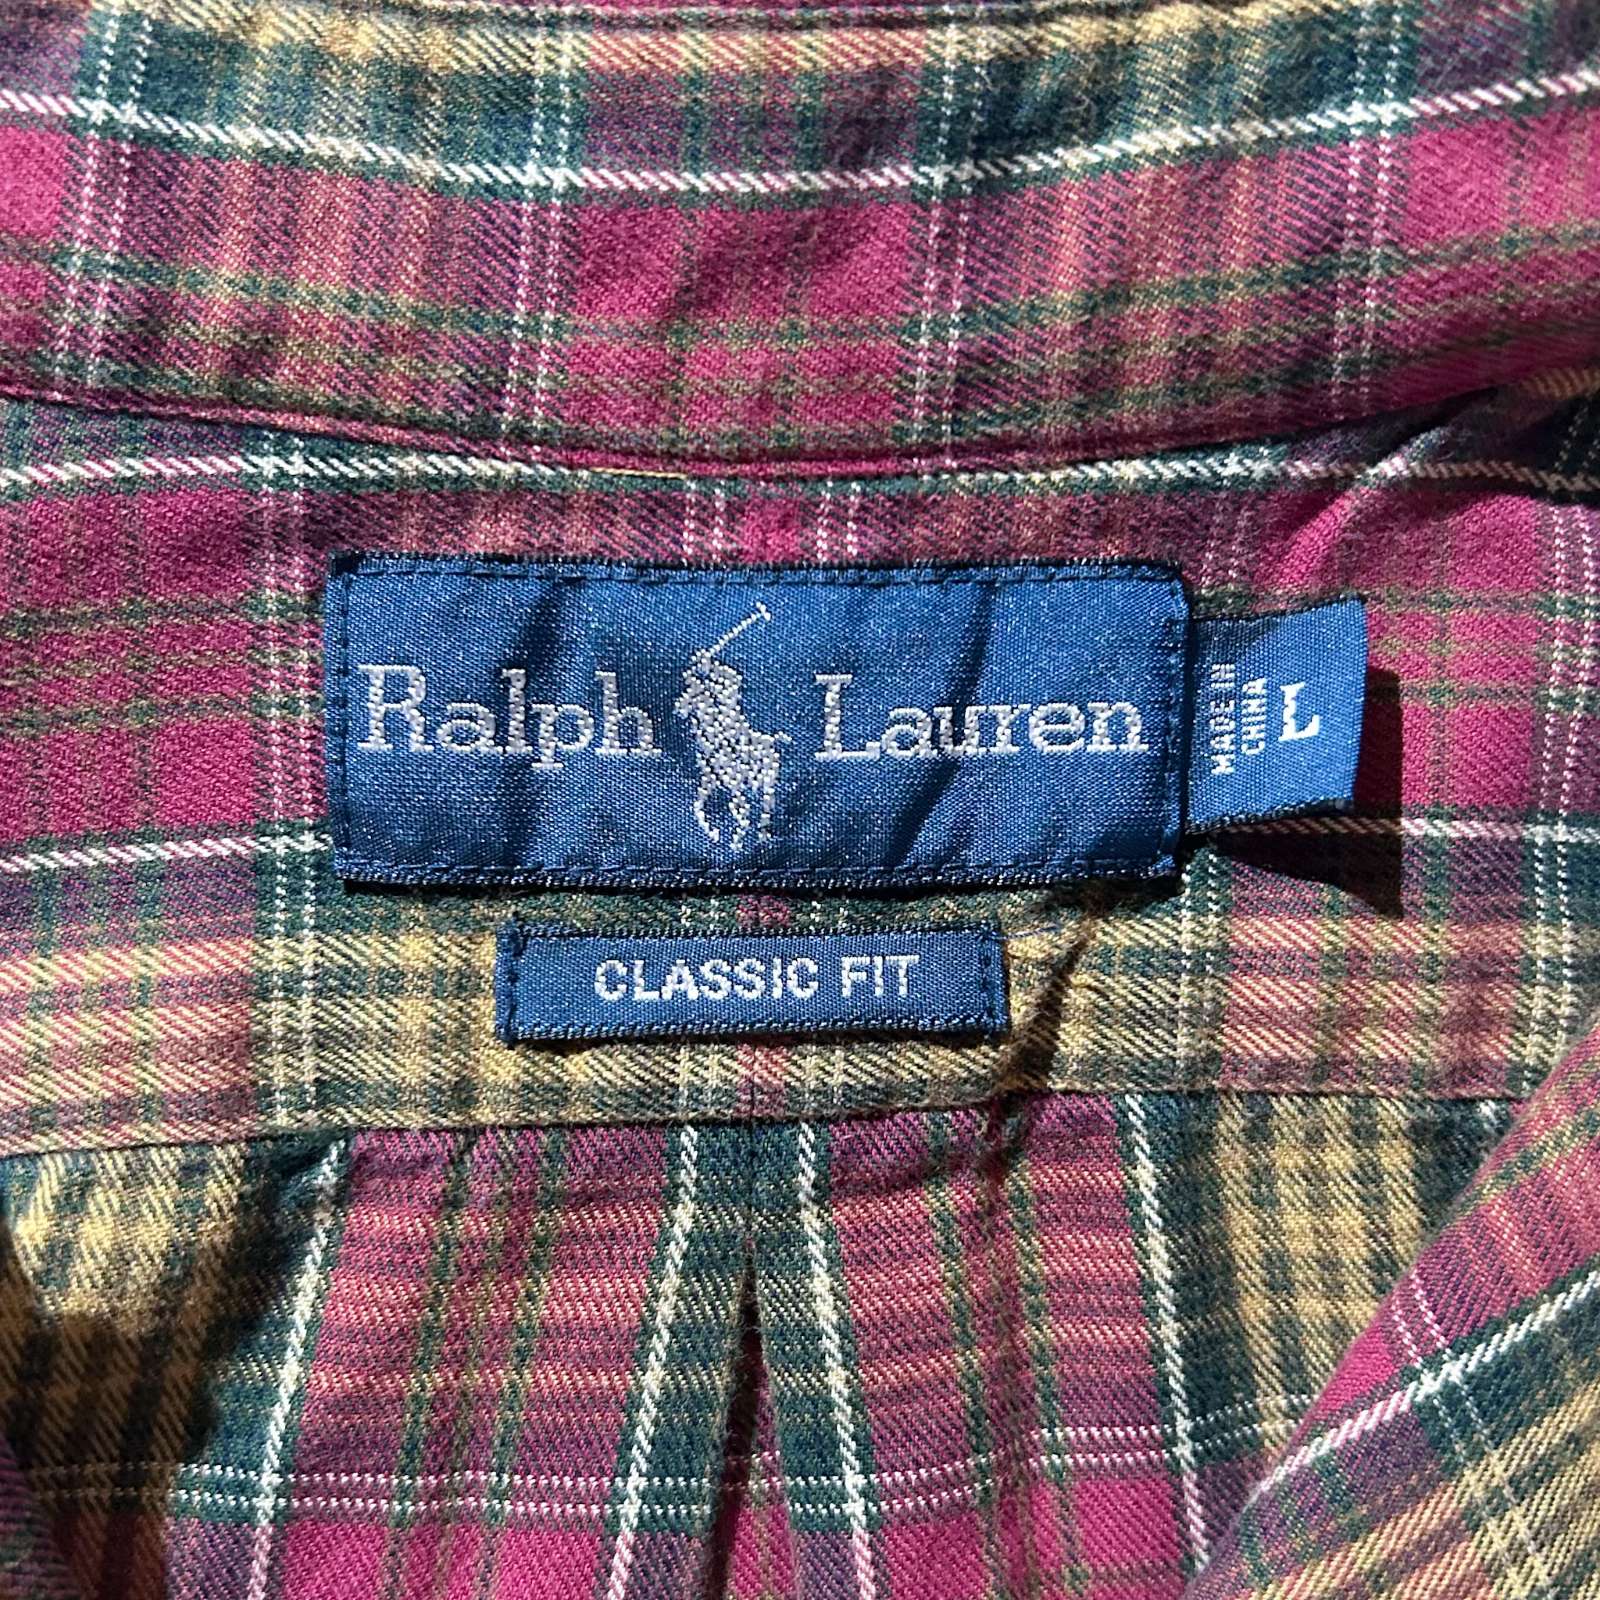 Ralph Lauren
MADE IN
CHINA
L
CLASSIC FIT